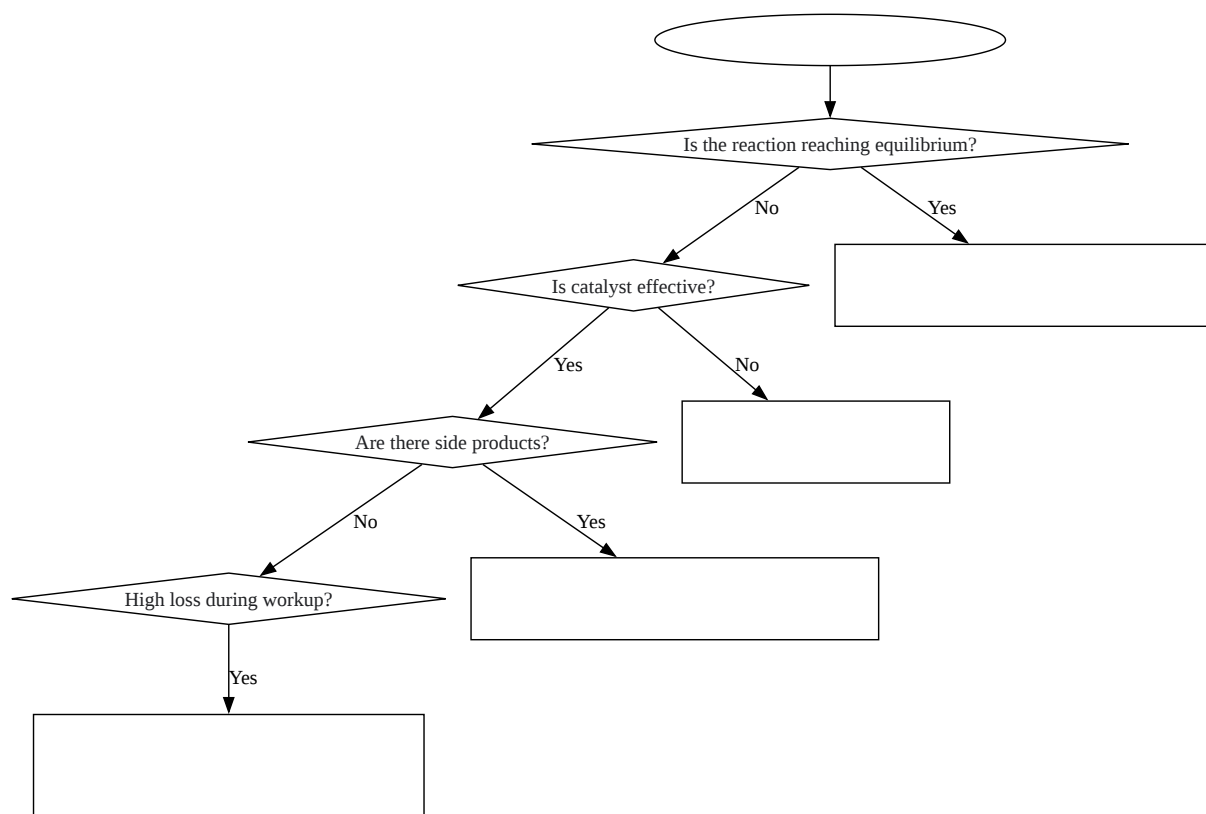 Is the reaction reaching equilibrium?
No
Yes
Is catalyst effective?
Yes
No
Are there side products?
No
Yes
High loss during workup?
Yes